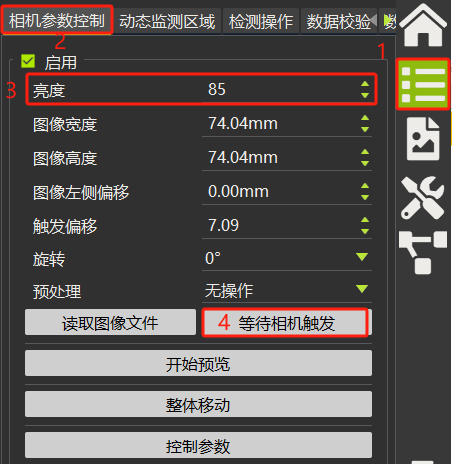 相机参数控制 动态监测区域 检测操作 数据校验
2 1
启用
3 亮度 85
图像宽度 74.04mm
图像高度 74.04mm
图像左侧偏移 0.00mm
触发偏移 7.09
旋转 0°
预处理 无操作
读取图像文件 4 等待相机触发
开始预览
整体移动
控制参数